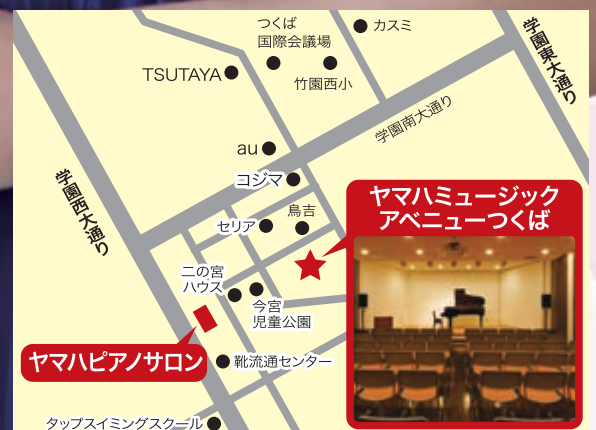 つくば
国際会議場
カスミ
学園東大通り
TSUTAYA
竹園西小
学園南大通り
au
コジマ
学園西大通り
鳥吉
セリア
ヤマハミュージック
アベニューつくば
二の宮
ハウス
今宮
児童公園
ヤマハピアノサロン
靴流通センター
タップスイミングスクール